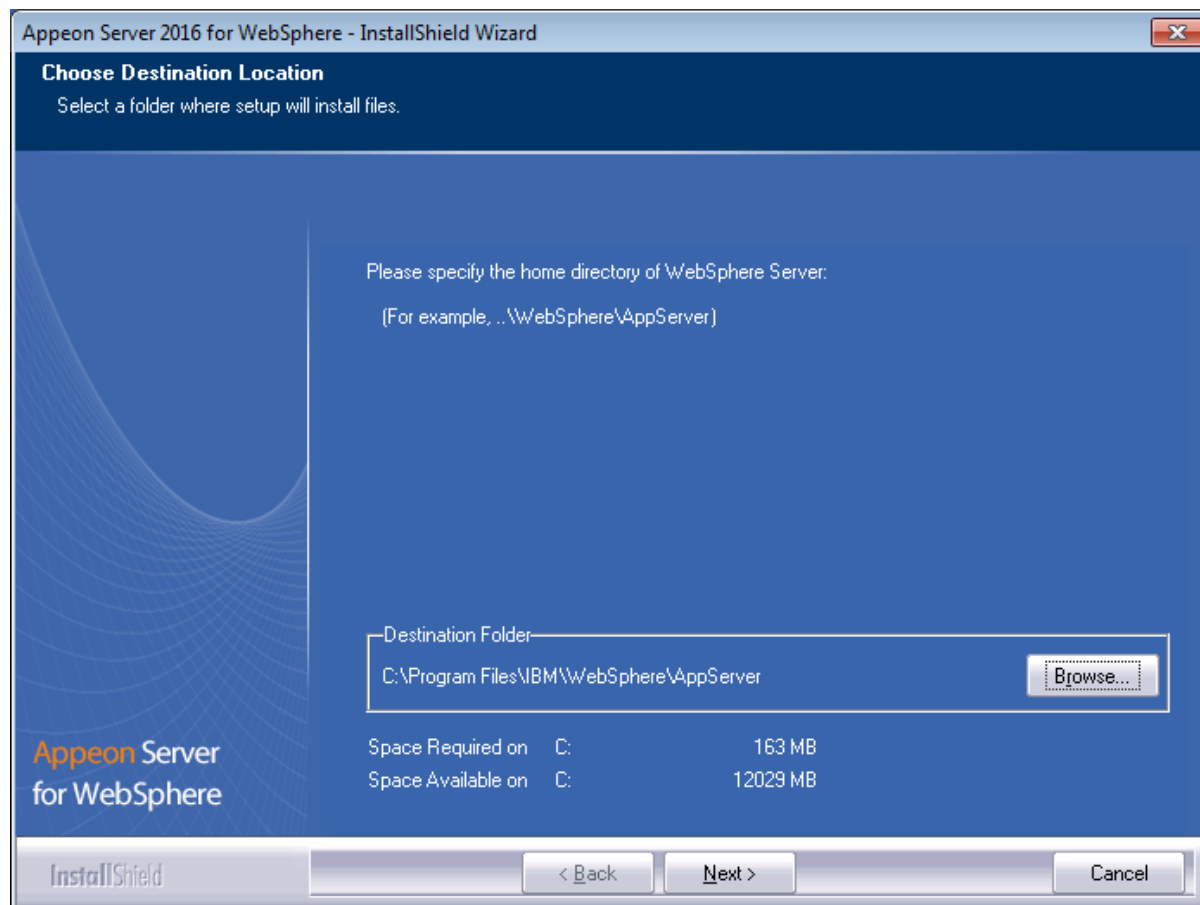 Appeon Server 2016 for WebSphere - InstallShield Wizard
Choose Destination Location
Select a folder where setup will install files.
Please specify the home directory of WebSphere Server:
(For example, ..\WebSphere\AppServer)
Destination Folder
C:\Program Files\IBM\WebSphere\AppServer
Browse...
Space Required on C: 163 MB
Space Available on C: 12029 MB
Appeon Server
for WebSphere
InstallShield
< Back
Next >
Cancel